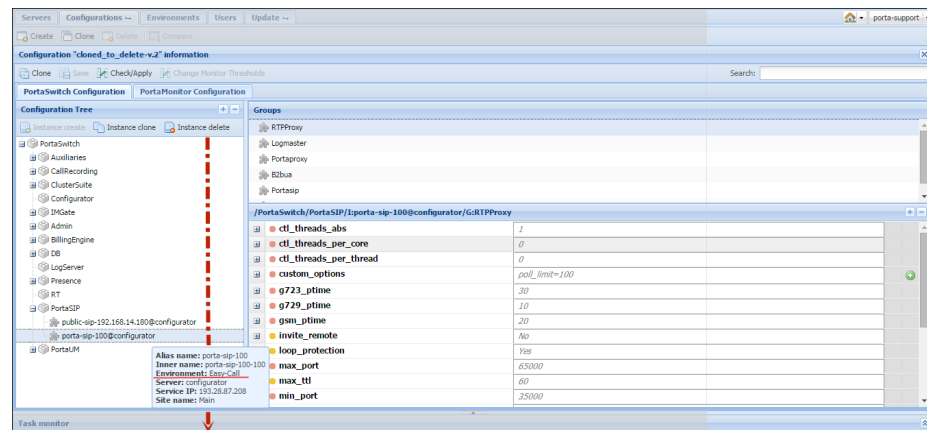 Servers Configurations Environments Users Update porta-support
Create Clone Delete Compare
Configuration "cloned_to_delete-v.2" information
Clone Save Check/Apply Change Monitor Thresholds Search:
PortaSwitch Configuration PortaMonitor Configuration
Configuration Tree
Instance create Instance clone Instance delete
PortaSwitch
Auxiliaries
CallRecording
ClusterSuite
Configurator
IMGate
Admin
BillingEngine
DB
LogServer
Presence
RT
PortaSIP
public-sip-192.168.14.180@configurator
porta-sip-100@configurator
PortaUM
Alias name: porta-sip-100
Inner name: porta-sip-100-100
Environment: Easy-Call
Server: configurator
Service IP: 193.28.87.208
Site name: Main
Groups
RTPProxy
Logmaster
Portaproxy
B2bua
Portasip
/PortaSwitch/PortaSIP/I:porta-sip-100@configurator/G:RTPProxy
ctl_threads_abs 1
ctl_threads_per_core 0
ctl_threads_per_thread 0
custom_options poll_limit=100
g723_ptime 30
g729_ptime 10
gsm_ptime 20
invite_remote No
loop_protection Yes
max_port 65000
max_ttl 60
min_port 35000
Task monitor